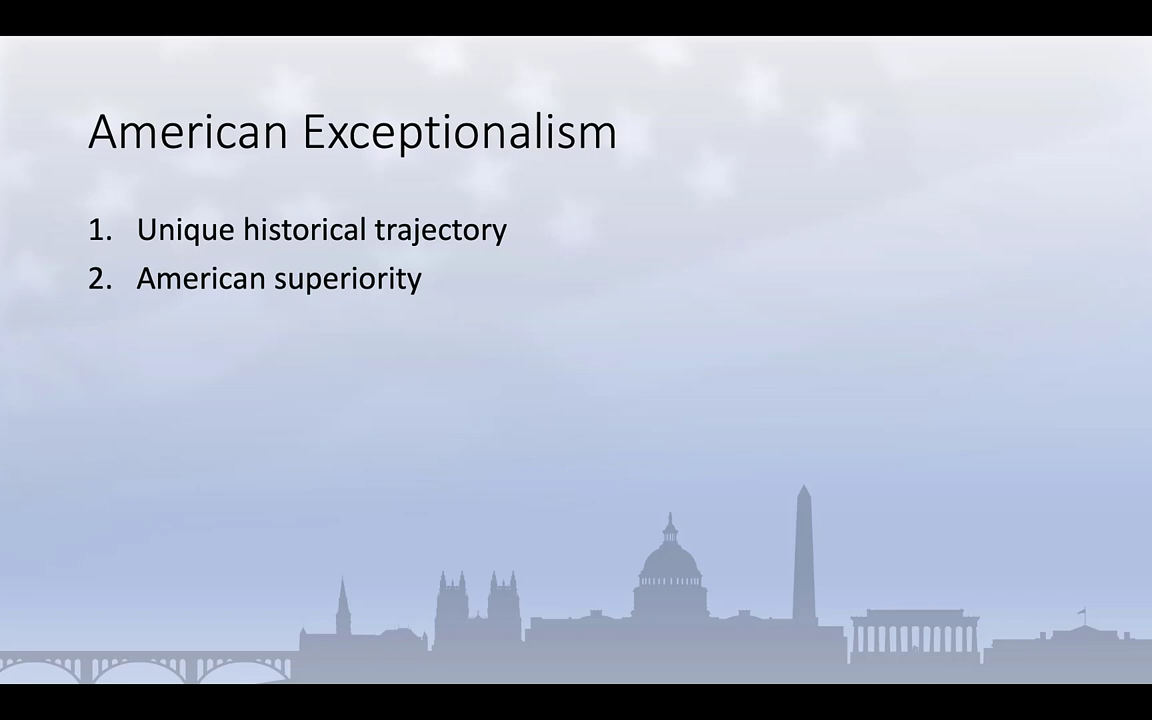 American Exceptionalism
1. Unique historical trajectory
2. American superiority